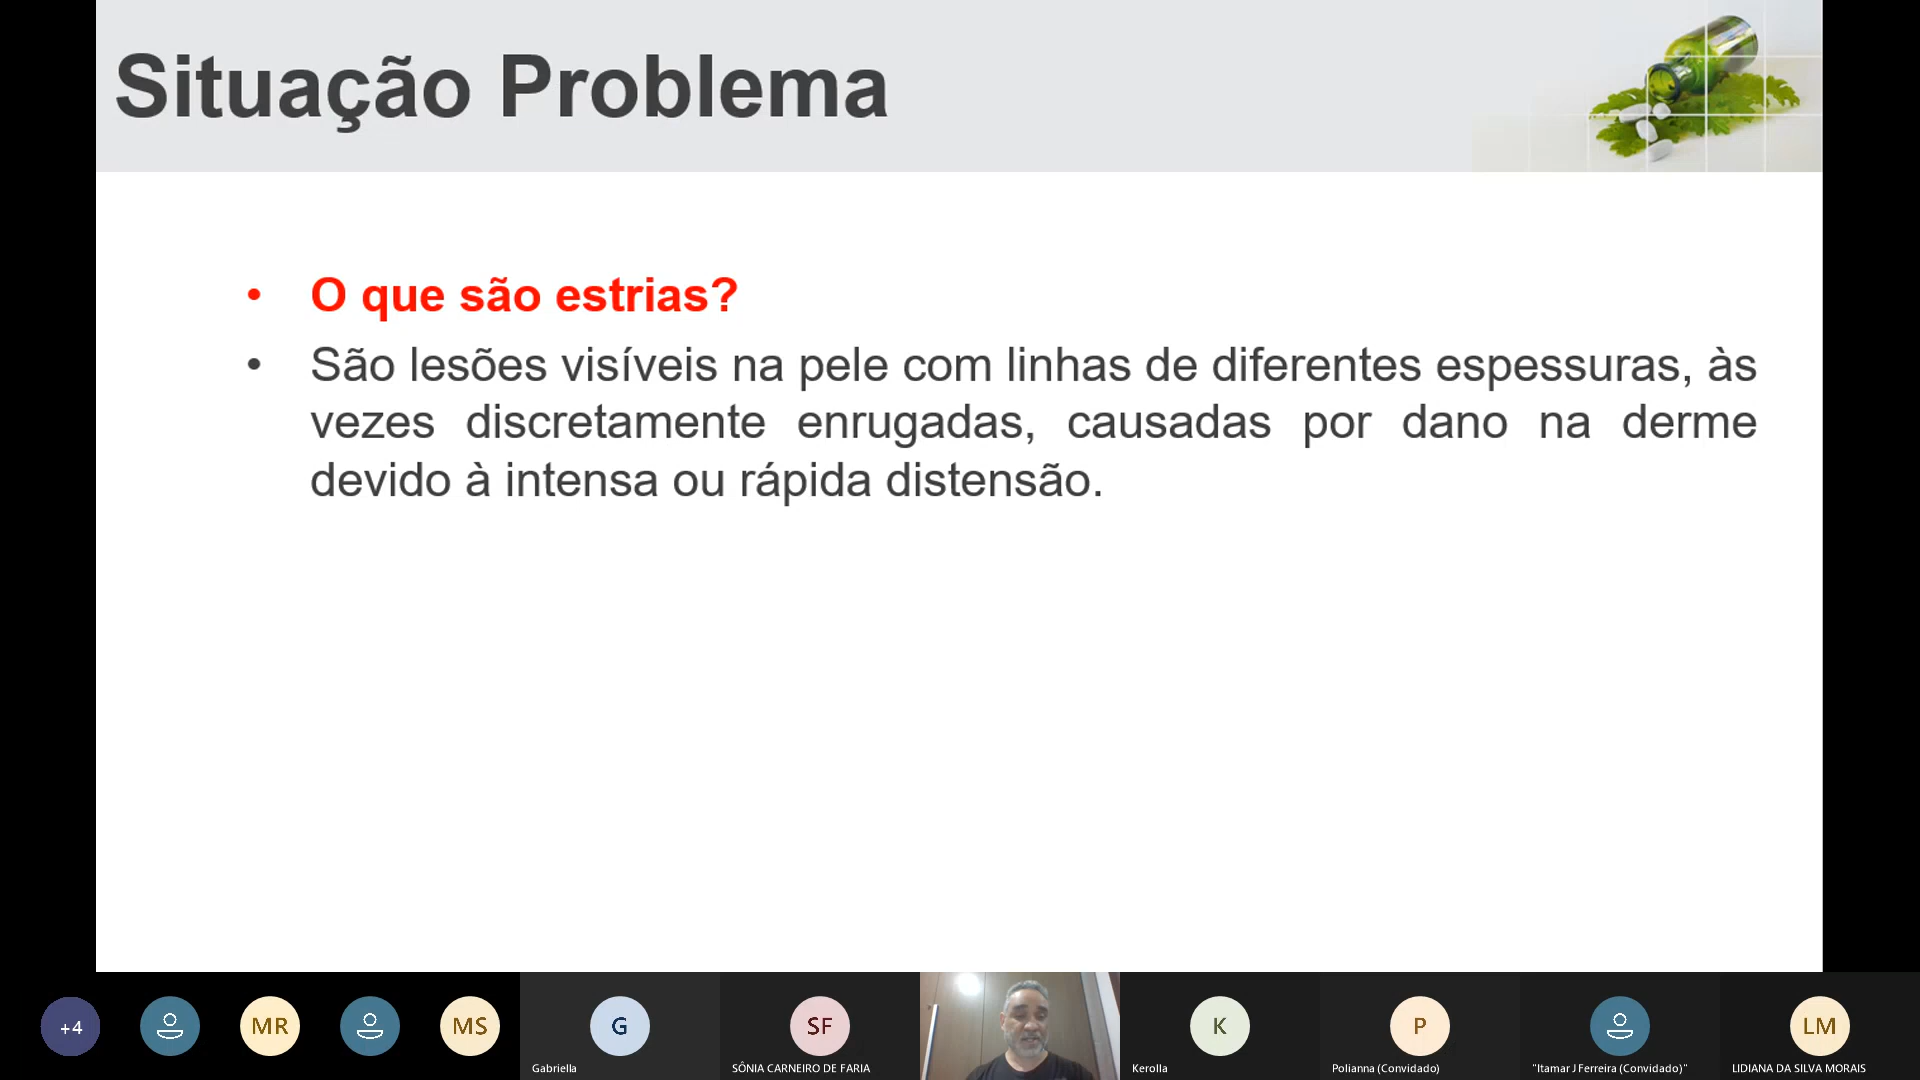 Situação Problema
• O que são estrias?
• São lesões visíveis na pele com linhas de diferentes espessuras, às
vezes discretamente enrugadas, causadas por dano na derme
devido à intensa ou rápida distensão.
+4
MR
MS
G
Gabriella
SF
SÔNIA CARNEIRO DE FARIA
K
Kerolla
P
Polianna (Convidado)
"Itamar J Ferreira (Convidado)"
LM
LIDIANA DA SILVA MORAIS